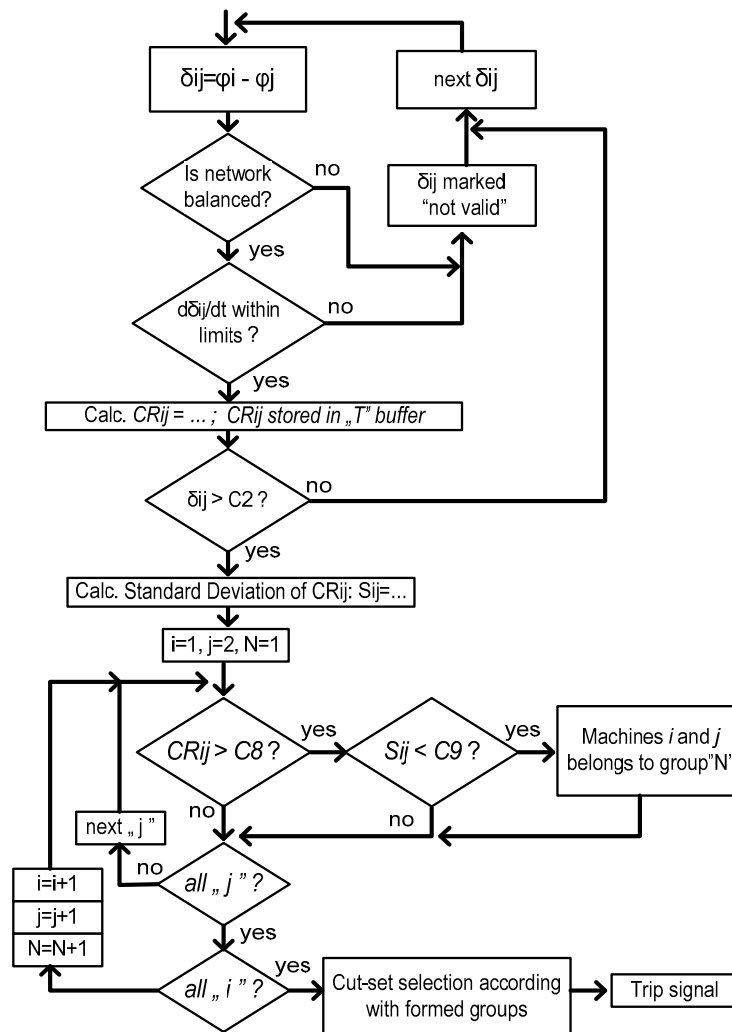 δij=φi - φj
next δij
Is network
balanced?
no
δij marked
“not valid”
yes
dδij/dt within
limits ?
no
yes
Calc. CRij = ... ; CRij stored in „T” buffer
δij > C2 ?
no
yes
Calc. Standard Deviation of CRij: Sij=...
i=1, j=2, N=1
CRij > C8 ?
yes
Sij < C9 ?
yes
Machines i and j
belongs to group”N”
no
no
next „ j ”
no
all „ j ” ?
i=i+1
j=j+1
N=N+1
yes
all „ i ” ?
yes
Cut-set selection according
with formed groups
Trip signal